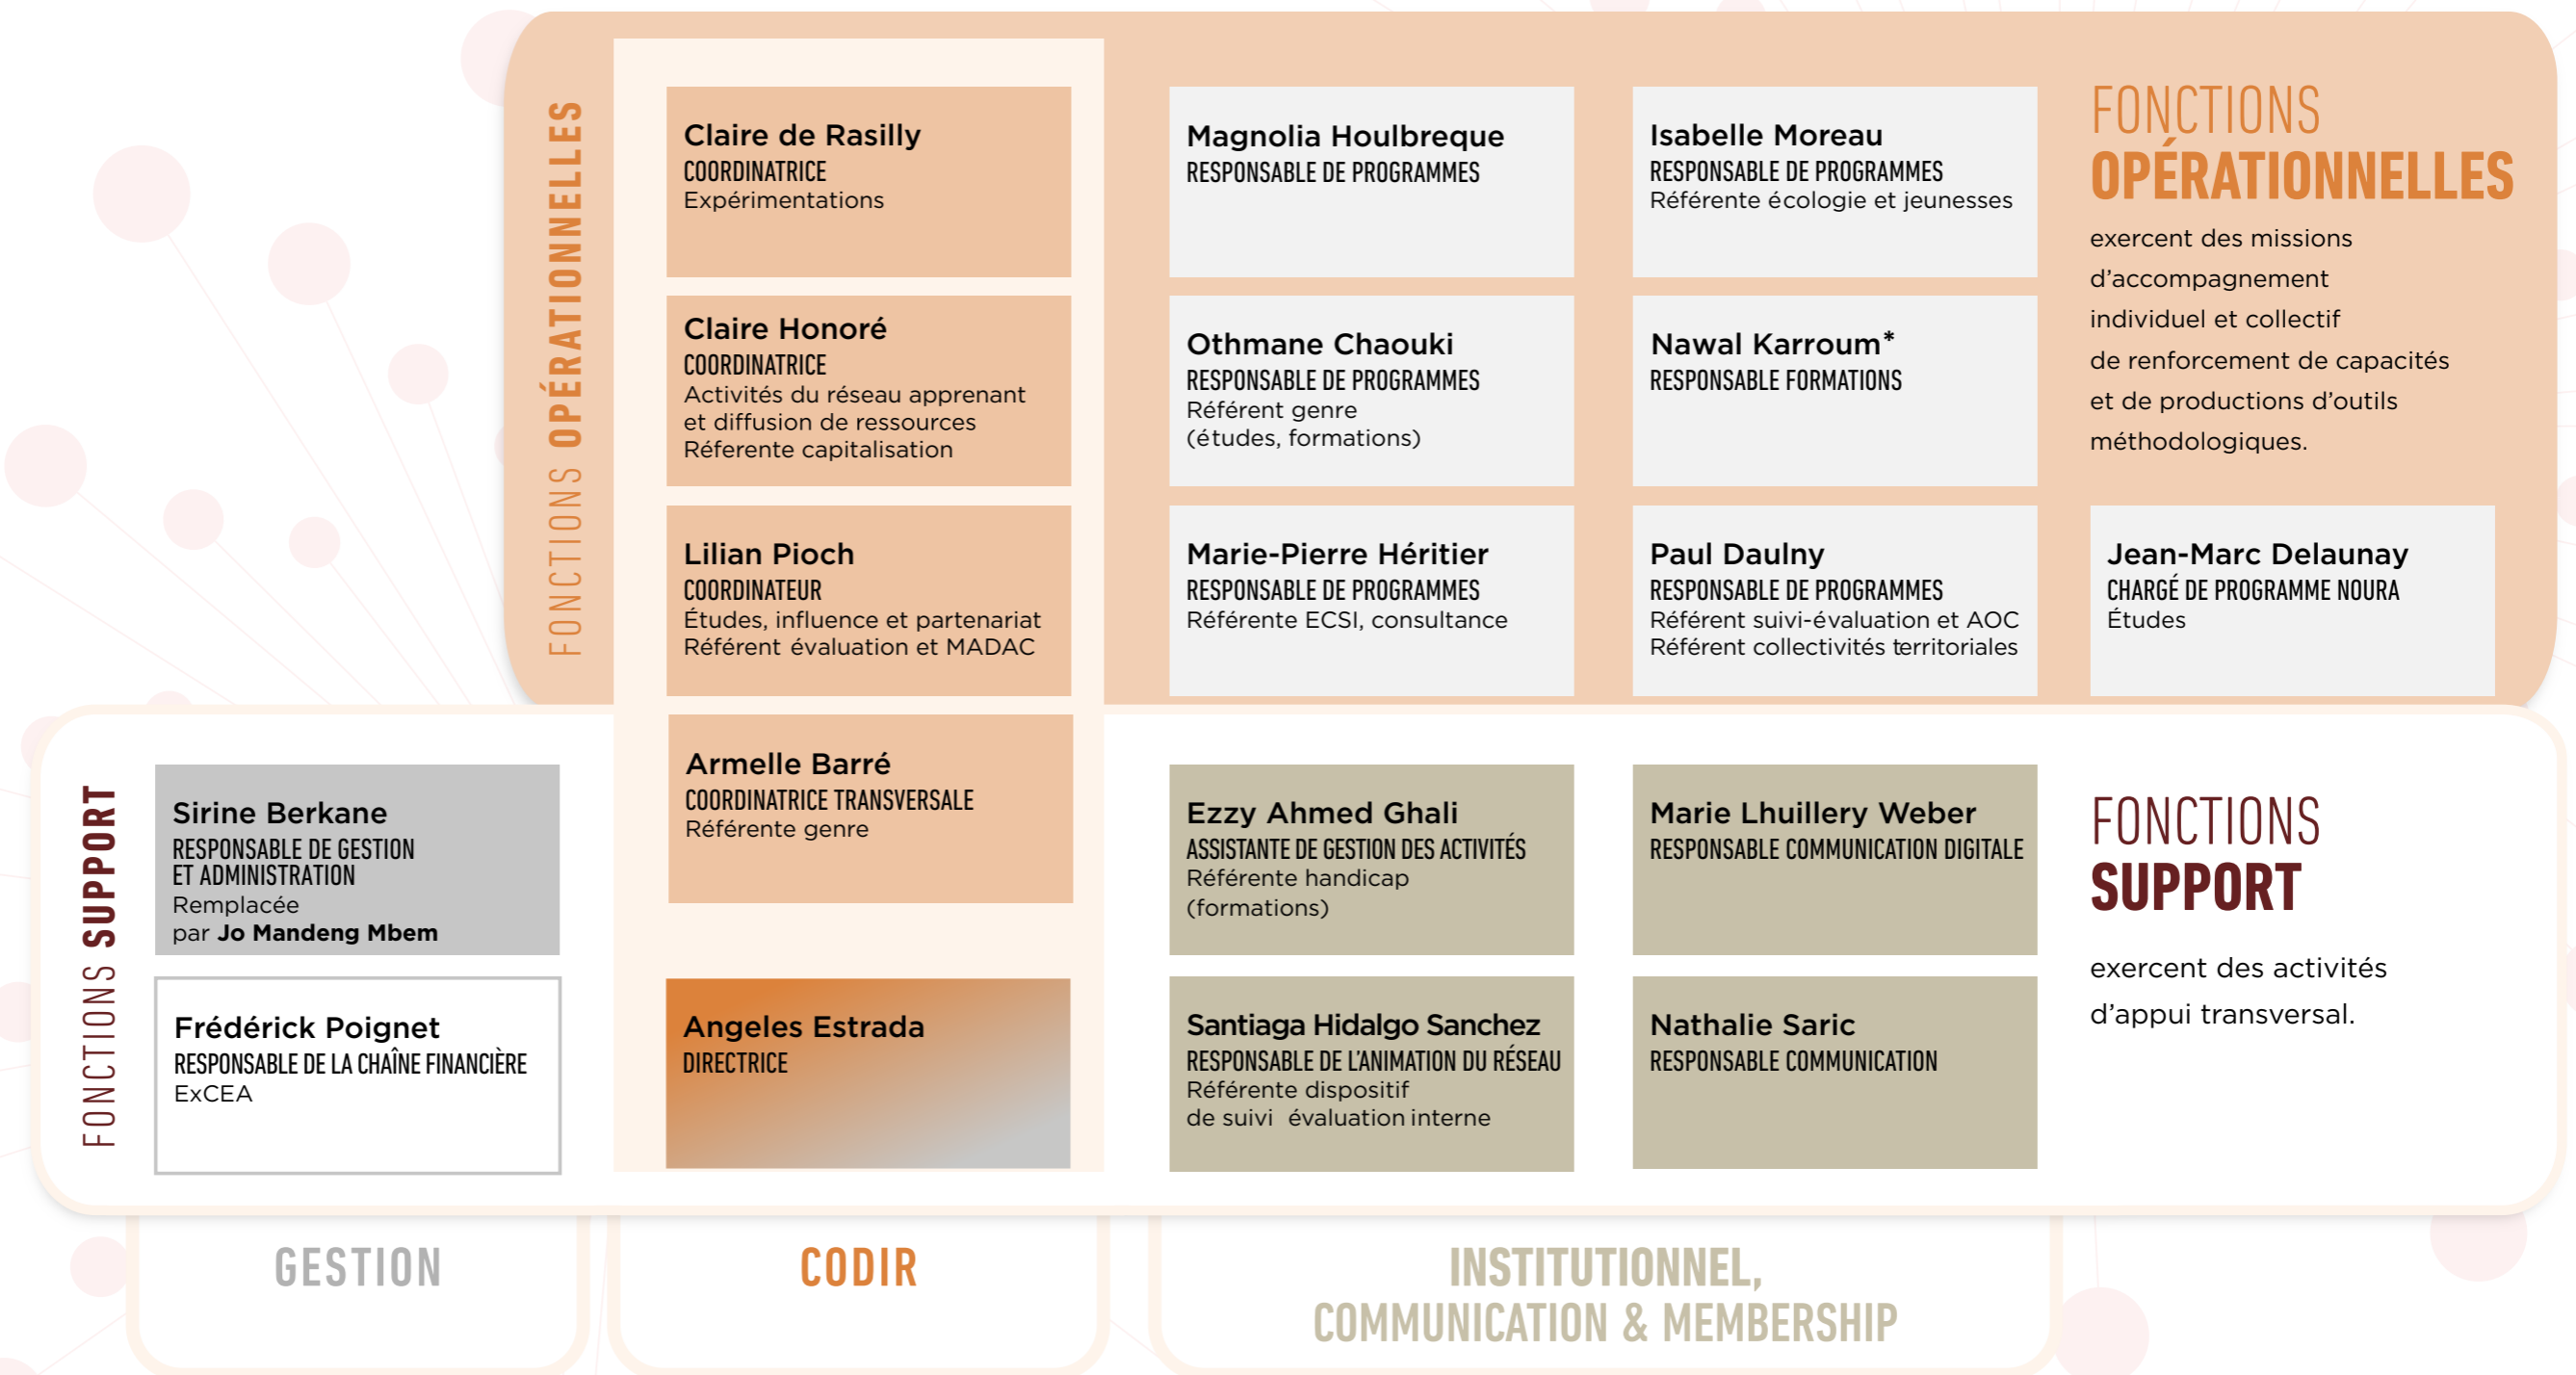 FONCTIONS OPÉRATIONNELLES
Claire de Rasilly
COORDINATRICE
Expérimentations
Magnolia Houlbreque
RESPONSABLE DE PROGRAMMES
Isabelle Moreau
RESPONSABLE DE PROGRAMMES
Référente écologie et jeunesses
FONCTIONS
OPÉRATIONNELLES
exercent des missions
d’accompagnement
individuel et collectif
de renforcement de capacités
et de productions d’outils
méthodologiques.
Claire Honoré
COORDINATRICE
Activités du réseau apprenant
et diffusion de ressources
Réferente capitalisation
Othmane Chaouki
RESPONSABLE DE PROGRAMMES
Référent genre
(études, formations)
Nawal Karroum*
RESPONSABLE FORMATIONS
Lilian Pioch
COORDINATEUR
Études, influence et partenariat
Référent évaluation et MADAC
Marie-Pierre Héritier
RESPONSABLE DE PROGRAMMES
Référente ECSI, consultance
Paul Daulny
RESPONSABLE DE PROGRAMMES
Référent suivi-évaluation et AOC
Référent collectivités territoriales
Jean-Marc Delaunay
CHARGÉ DE PROGRAMME NOURA
Études
FONCTIONS SUPPORT
Sirine Berkane
RESPONSABLE DE GESTION
ET ADMINISTRATION
Remplacée
par Jo Mandeng Mbem
Armelle Barré
COORDINATRICE TRANSVERSALE
Référente genre
Ezzy Ahmed Ghali
ASSISTANTE DE GESTION DES ACTIVITÉS
Référente handicap
(formations)
Marie Lhuillery Weber
RESPONSABLE COMMUNICATION DIGITALE
FONCTIONS
SUPPORT
exercent des activités
d’appui transversal.
Frédérick Poignet
RESPONSABLE DE LA CHAÎNE FINANCIÈRE
ExCEA
Angeles Estrada
DIRECTRICE
Santiaga Hidalgo Sanchez
RESPONSABLE DE L’ANIMATION DU RÉSEAU
Référente dispositif
de suivi évaluation interne
Nathalie Saric
RESPONSABLE COMMUNICATION
GESTION
CODIR
INSTITUTIONNEL,
COMMUNICATION & MEMBERSHIP